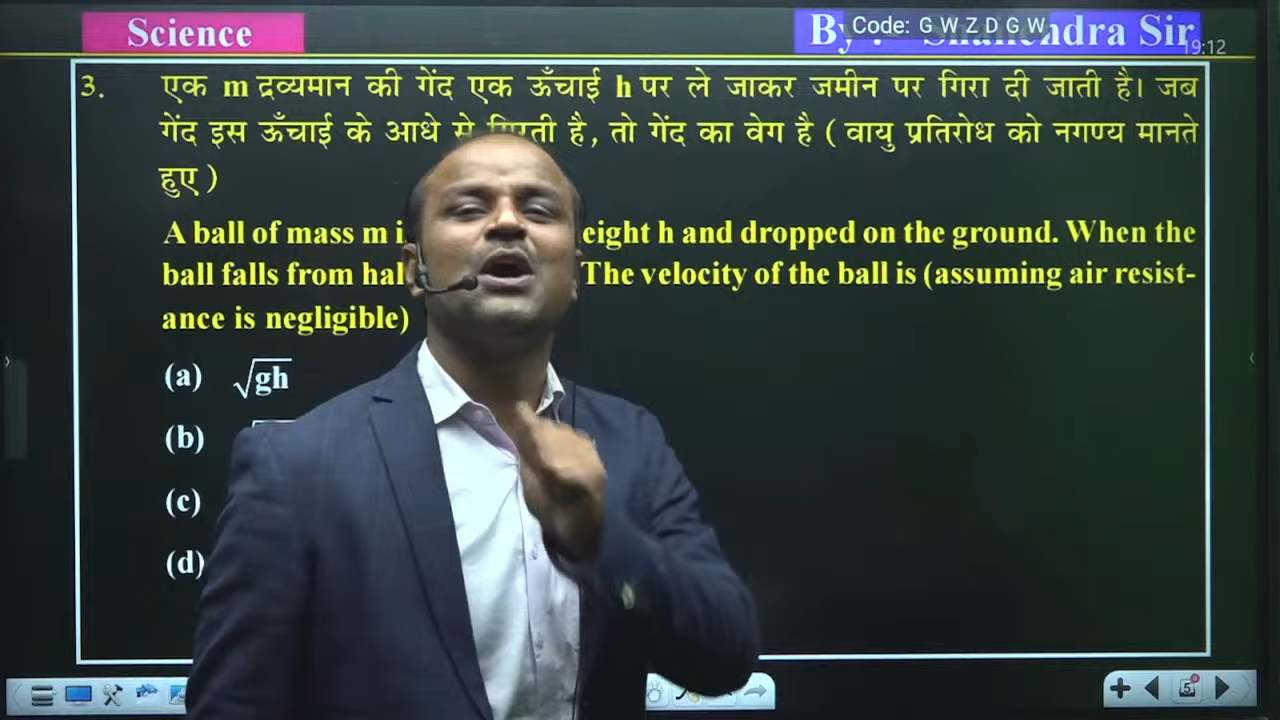 Science
By : Shailendra Sir
Code: G W Z D G W
19:12
3. एक m द्रव्यमान की गेंद एक ऊँचाई h पर ले जाकर जमीन पर गिरा दी जाती है। जब
गेंद इस ऊँचाई के आधे से गिरती है, तो गेंद का वेग है ( वायु प्रतिरोध को नगण्य मानते
हुए )
A ball of mass m eight h and dropped on the ground. When the
ball falls from The velocity of the ball is (assuming air resist-
ance is negligible)
(a) √gh
(b)
(c)
(d)
5